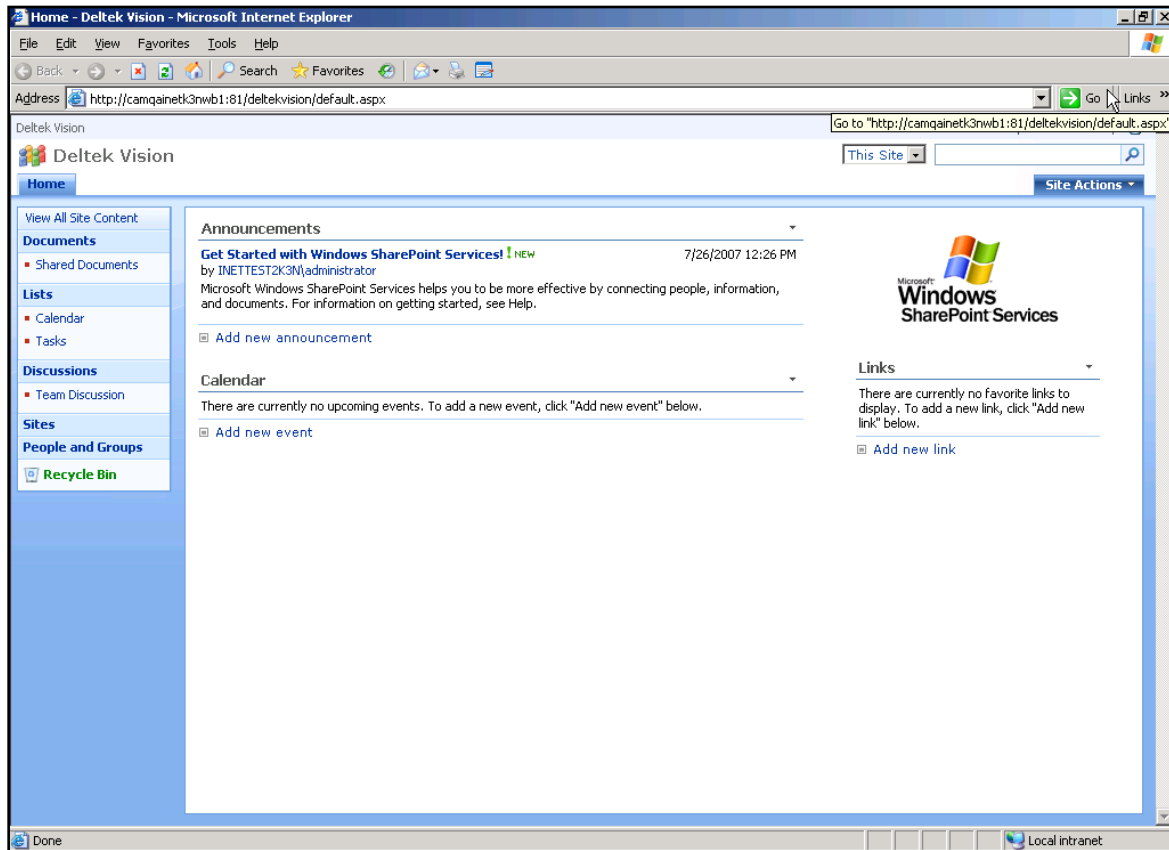 Home - Deltek Vision - Microsoft Internet Explorer
File Edit View Favorites Tools Help
Back Search Favorites
Address http://camqainetk3nwb1:81/deltekvision/default.aspx Go Links »
Deltek Vision
Go to "http://camqainetk3nwb1:81/deltekvision/default.aspx"
Deltek Vision
This Site
Home
Site Actions
View All Site Content
Documents
Shared Documents
Lists
Calendar
Tasks
Discussions
Team Discussion
Sites
People and Groups
Recycle Bin
Announcements
Get Started with Windows SharePoint Services! ! NEW 7/26/2007 12:26 PM
by INETTEST2K3N\administrator
Microsoft Windows SharePoint Services helps you to be more effective by connecting people, information,
and documents. For information on getting started, see Help.
Add new announcement
Calendar
There are currently no upcoming events. To add a new event, click "Add new event" below.
Add new event
Microsoft
Windows
SharePoint Services
Links
There are currently no favorite links to
display. To add a new link, click "Add new
link" below.
Add new link
Done
Local intranet